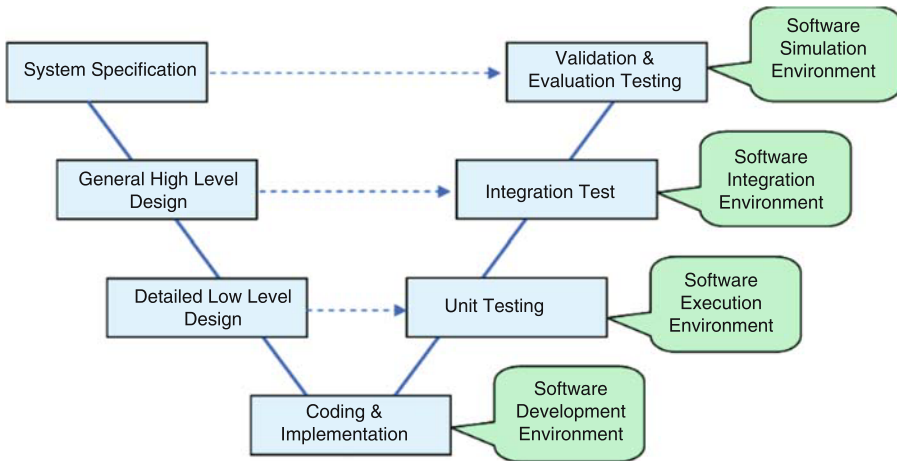 System Specification
Validation &
Evaluation Testing
Software
Simulation
Environment
General High Level
Design
Integration Test
Software
Integration
Environment
Detailed Low Level
Design
Unit Testing
Software
Execution
Environment
Coding &
Implementation
Software
Development
Environment